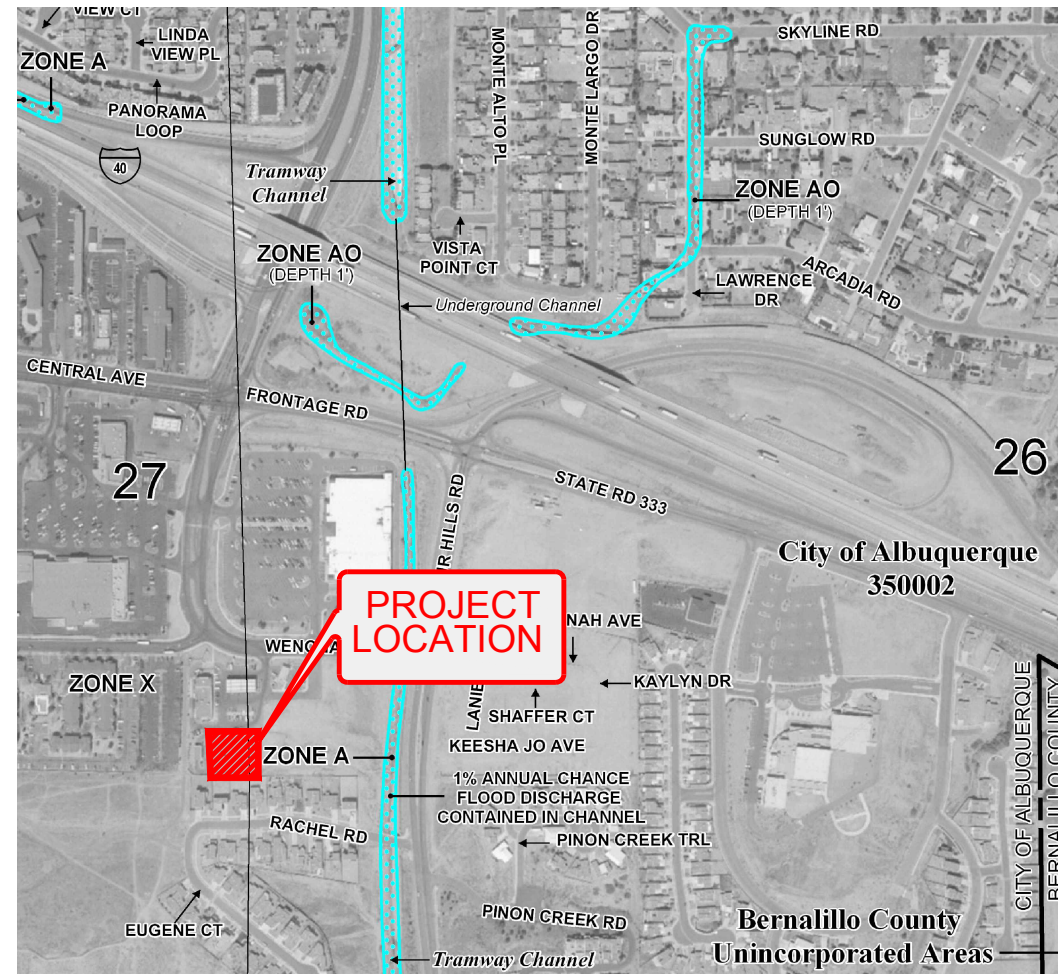 VIEW CT
LINDA
VIEW PL
ZONE A
PANORAMA
LOOP
40
Tramway
Channel
MONTE ALTO PL
MONTE LARGO DR
SKYLINE RD
SUNGLOW RD
ZONE AO
(DEPTH 1')
ZONE AO
(DEPTH 1')
VISTA
POINT CT
LAWRENCE
DR
ARCADIA RD
Underground Channel
CENTRAL AVE
FRONTAGE RD
27
26
STATE RD 333
HILLS RD
City of Albuquerque
350002
PROJECT
LOCATION
NAH AVE
ZONE X
KAYLYN DR
SHAFFER CT
KEESHA JO AVE
ZONE A
1% ANNUAL CHANCE
FLOOD DISCHARGE
CONTAINED IN CHANNEL
RACHEL RD
PINON CREEK TRL
EUGENE CT
PINON CREEK RD
Tramway Channel
Bernalillo County
Unincorporated Areas
CITY OF ALBUQUERQUE
COUNTY